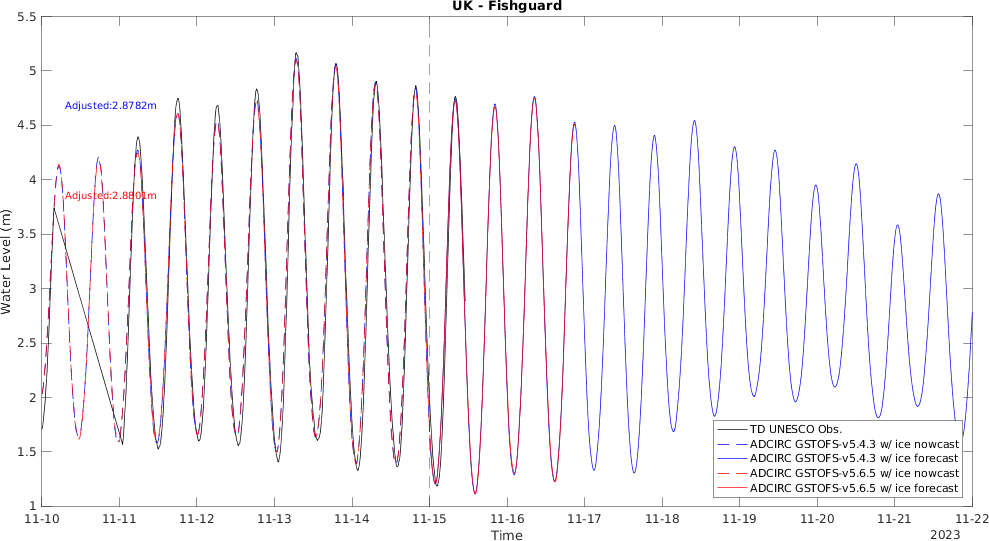 UK - Fishguard
5.5
5
4.5
4
3.5
3
2.5
2
1.5
1
Water Level (m)
Adjusted:2.8782m
Adjusted:2.8801m
TD UNESCO Obs.
ADCIRC GSTOFS-v5.4.3 w/ ice nowcast
ADCIRC GSTOFS-v5.4.3 w/ ice forecast
ADCIRC GSTOFS-v5.6.5 w/ ice nowcast
ADCIRC GSTOFS-v5.6.5 w/ ice forecast
11-10 11-11 11-12 11-13 11-14 11-15 11-16 11-17 11-18 11-19 11-20 11-21 11-22
Time
2023